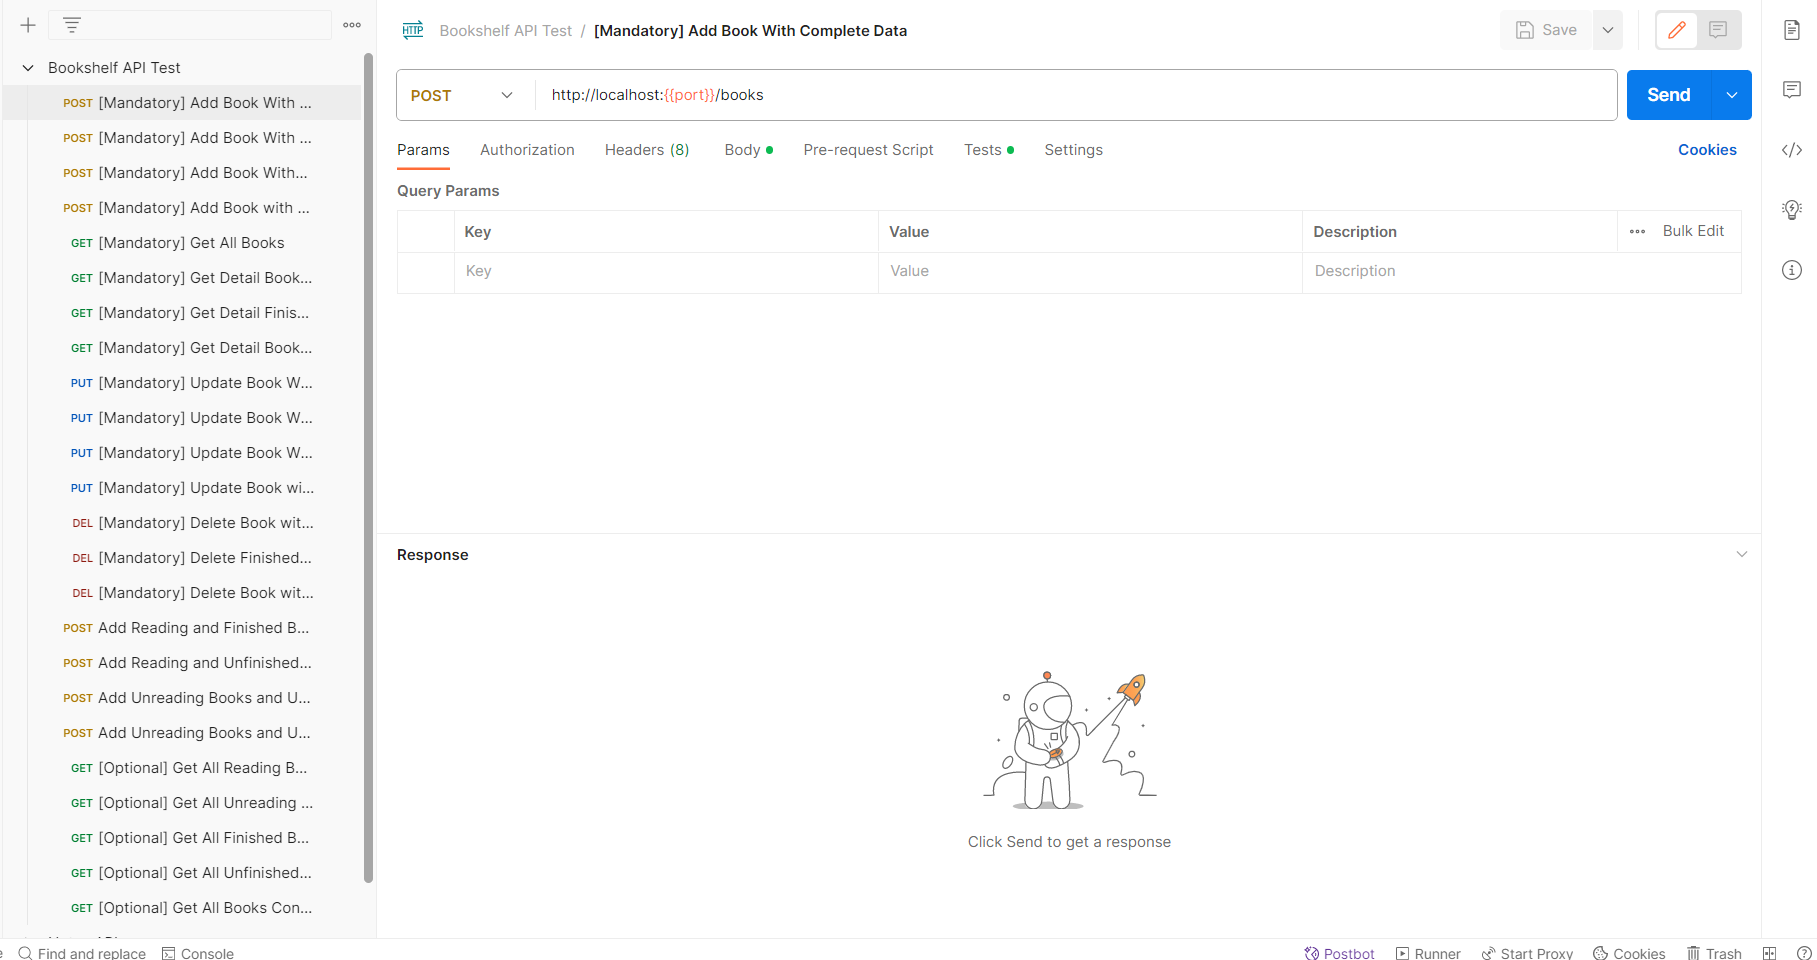 Bookshelf API Test
POST [Mandatory] Add Book With ...
POST [Mandatory] Add Book With ...
POST [Mandatory] Add Book With...
POST [Mandatory] Add Book with ...
GET [Mandatory] Get All Books
GET [Mandatory] Get Detail Book...
GET [Mandatory] Get Detail Finis...
GET [Mandatory] Get Detail Book...
PUT [Mandatory] Update Book W...
PUT [Mandatory] Update Book W...
PUT [Mandatory] Update Book W...
PUT [Mandatory] Update Book wi...
DEL [Mandatory] Delete Book wit...
DEL [Mandatory] Delete Finished...
DEL [Mandatory] Delete Book wit...
POST Add Reading and Finished B...
POST Add Reading and Unfinished...
POST Add Unreading Books and U...
POST Add Unreading Books and U...
GET [Optional] Get All Reading B...
GET [Optional] Get All Unreading ...
GET [Optional] Get All Finished B...
GET [Optional] Get All Unfinished...
GET [Optional] Get All Books Con...
HTTP Bookshelf API Test / [Mandatory] Add Book With Complete Data
Save
POST http://localhost:{{port}}/books
Send
Params Authorization Headers (8) Body Pre-request Script Tests Settings Cookies
Query Params
Key Value Description ... Bulk Edit
Key Value Description
Response
Click Send to get a response
Find and replace Console Postbot Runner Start Proxy Cookies Trash